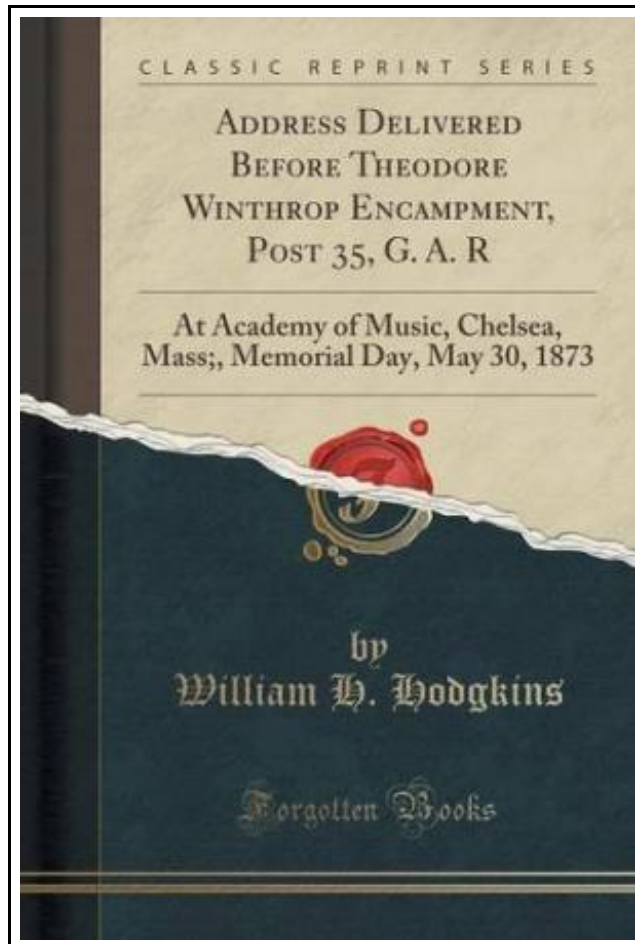 CLASSIC REPRINT SERIES
ADDRESS DELIVERED
BEFORE THEODORE
WINTHROP ENCAMPMENT,
POST 35, G. A. R
At Academy of Music, Chelsea,
Mass;, Memorial Day, May 30, 1873
by
William H. Hodgkins
Forgotten Books